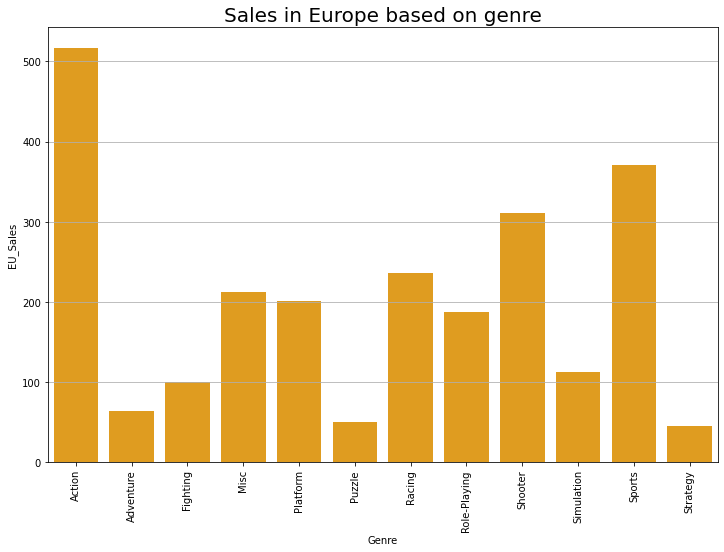 Sales in Europe based on genre
EU_Sales
500
400
300
200
100
0
Action
Adventure
Fighting
Misc
Platform
Puzzle
Racing
Role-Playing
Shooter
Simulation
Sports
Strategy
Genre